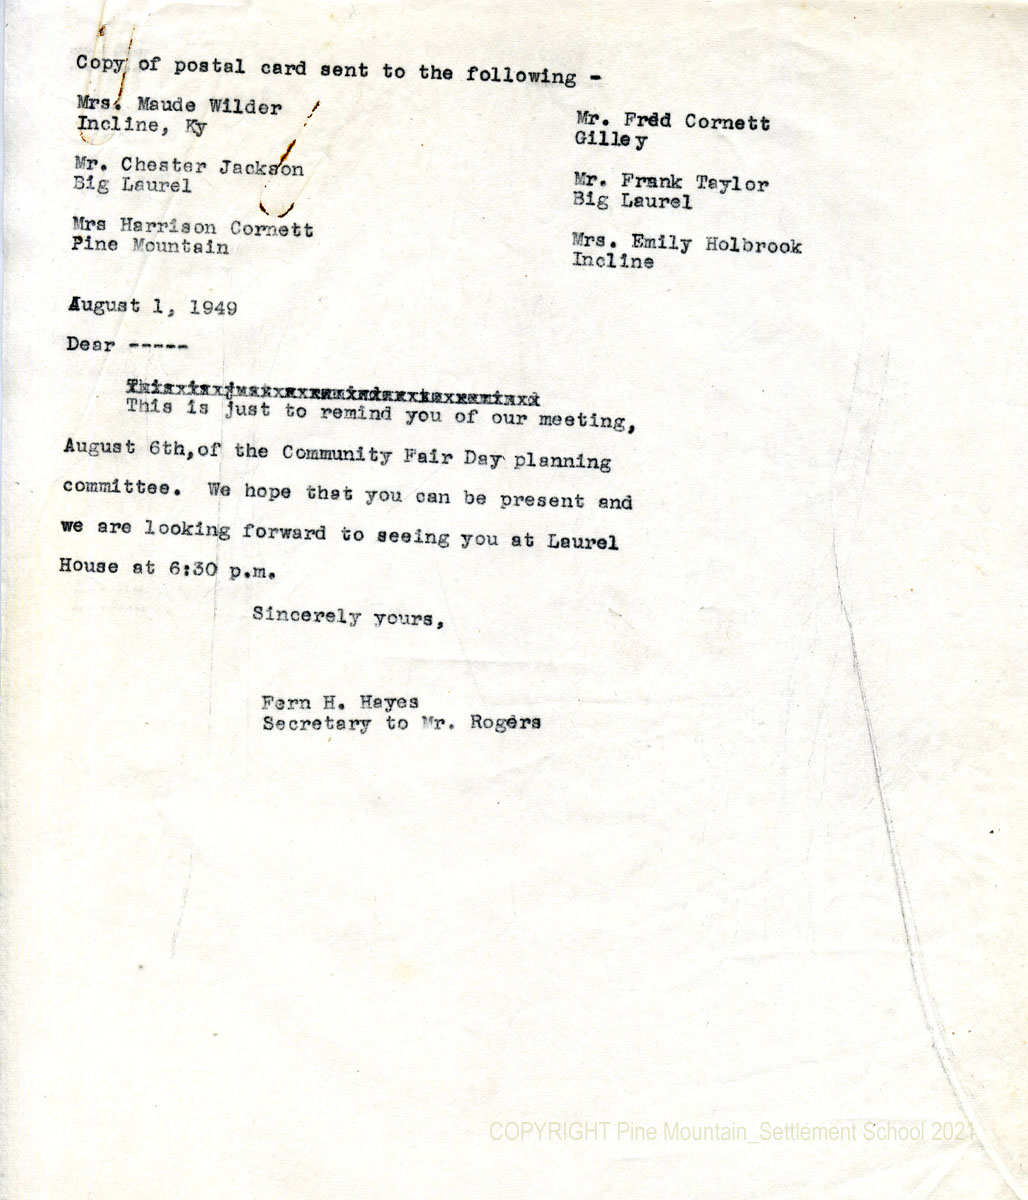 Copy of postal card sent to the following -
Mrs. Maude Wilder
Incline, Ky
Mr. Chester Jackson
Big Laurel
Mrs Harrison Cornett
Pine Mountain
Mr. Fred Cornett
Gilley
Mr. Frank Taylor
Big Laurel
Mrs. Emily Holbrook
Incline
August 1, 1949
Dear -----
This is just to remind you of our meeting,
August 6th,of the Community Fair Day planning
committee. We hope that you can be present and
we are looking forward to seeing you at Laurel
House at 6:30 p.m.
Sincerely yours,
Fern H. Hayes
Secretary to Mr. Rogers
COPYRIGHT Pine Mountain_Settlement School 2021